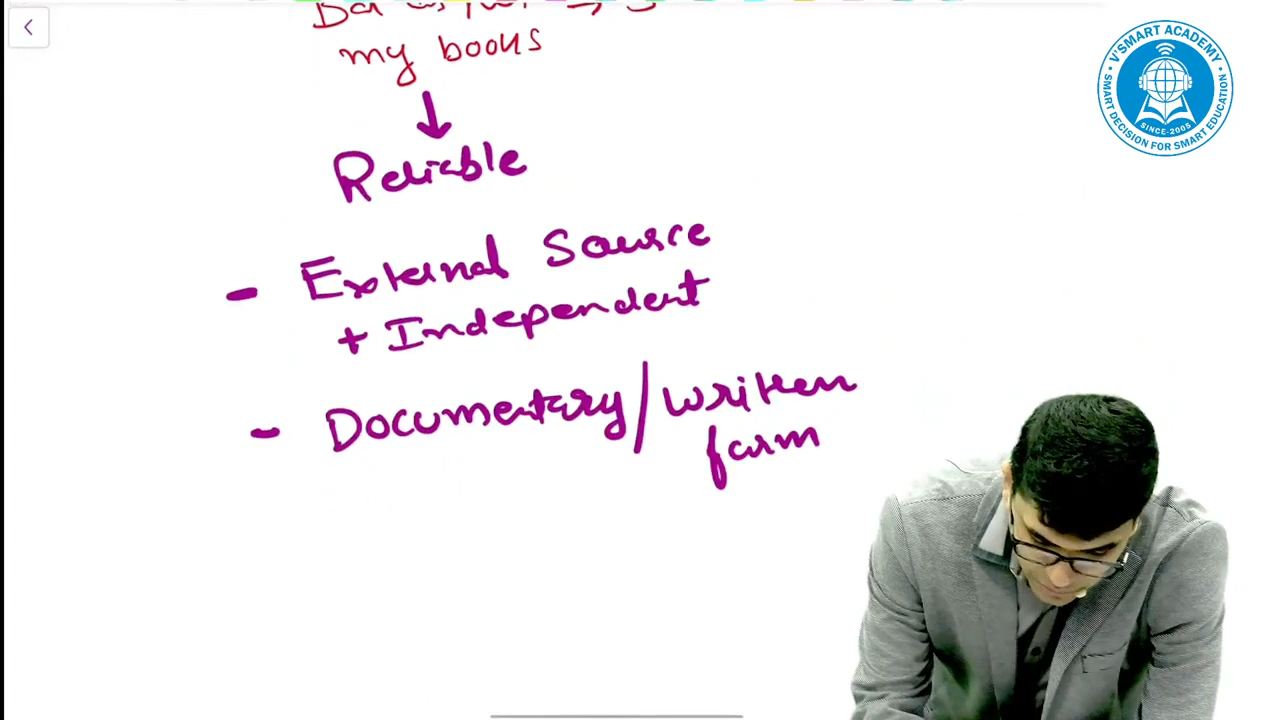 my books
Reliable
- External Source
+ Independent
- Documentary/written
form
V'SMART ACADEMY
SINCE-2005
SMART DECISION FOR SMART EDUCATION